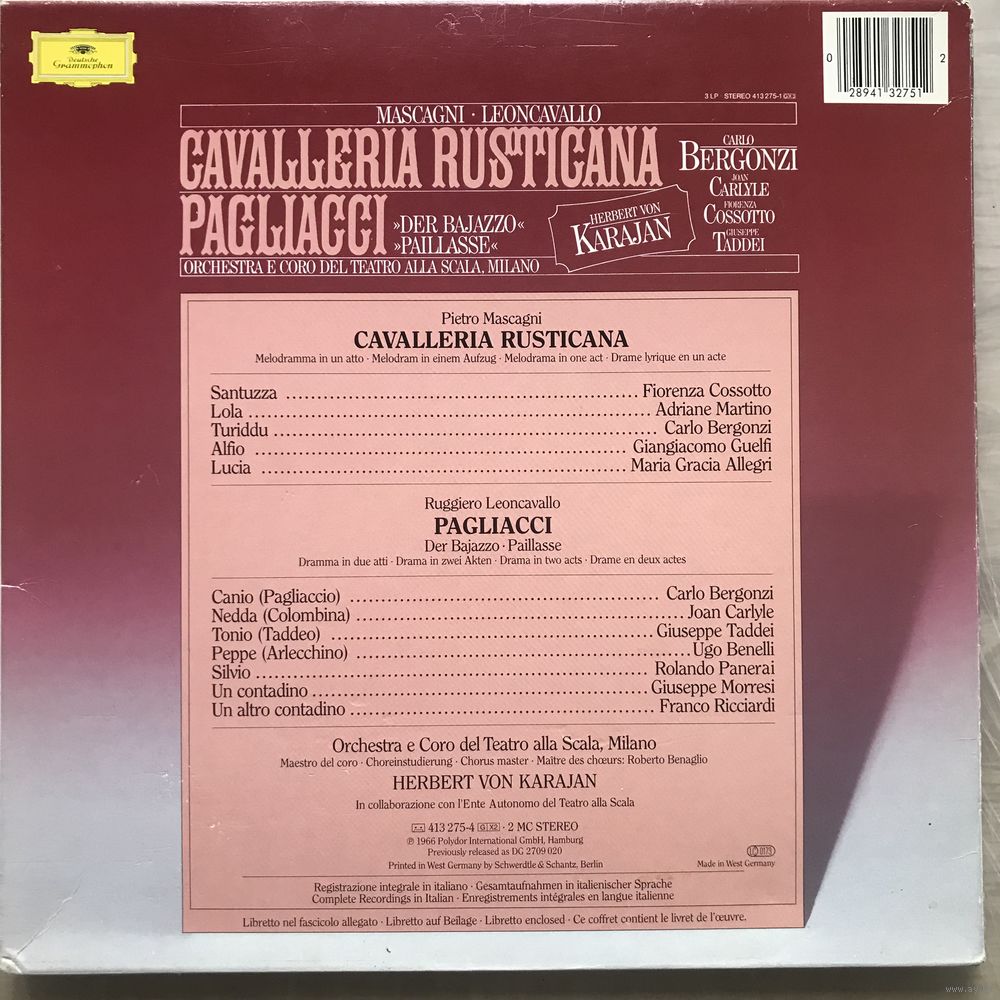 Deutsche
Grammophon
0
2
28941 32751
3 LP · STEREO 413 275-1
MASCAGNI · LEONCAVALLO
CAVALLERIA RUSTICANA
PAGLIACCI
»DER BAJAZZO«
»PAILLASSE«
HERBERT VON
KARAJAN
CARLO
BERGONZI
JOAN
CARLYLE
FIORENZA
COSSOTTO
GIUSEPPE
TADDEI
ORCHESTRA E CORO DEL TEATRO ALLA SCALA, MILANO
Pietro Mascagni
CAVALLERIA RUSTICANA
Melodramma in un atto · Melodram in einem Aufzug · Melodrama in one act · Drame lyrique en un acte
Santuzza ........ Fiorenza Cossotto
Lola ........ Adriane Martino
Turiddu ........ Carlo Bergonzi
Alfio ........ Giangiacomo Guelfi
Lucia ........ Maria Gracia Allegri
Ruggiero Leoncavallo
PAGLIACCI
Der Bajazzo · Paillasse
Dramma in due atti · Drama in zwei Akten · Drama in two acts · Drame en deux actes
Canio (Pagliaccio) ........ Carlo Bergonzi
Nedda (Colombina) ........ Joan Carlyle
Tonio (Taddeo) ........ Giuseppe Taddei
Peppe (Arlecchino) ........ Ugo Benelli
Silvio ........ Rolando Panerai
Un contadino ........ Giuseppe Morresi
Un altro contadino ........ Franco Ricciardi
Orchestra e Coro del Teatro alla Scala, Milano
Maestro del coro · Choreinstudierung · Chorus master · Maître des chœurs: Roberto Benaglio
HERBERT VON KARAJAN
In collaborazione con l'Ente Autonomo del Teatro alla Scala
413 275-4 GX2 · 2 MC STEREO
℗ 1966 Polydor International GmbH, Hamburg
Previously released as DG 2709 020
Printed in West Germany by Schwerdtle & Schantz, Berlin
Made in West Germany
Registrazione integrale in italiano · Gesamtaufnahmen in italienischer Sprache
Complete Recordings in Italian · Enregistrements intégrales en langue italienne
Libretto nel fascicolo allegato · Libretto auf Beilage · Libretto enclosed · Ce coffret contient le livret de l'œuvre.